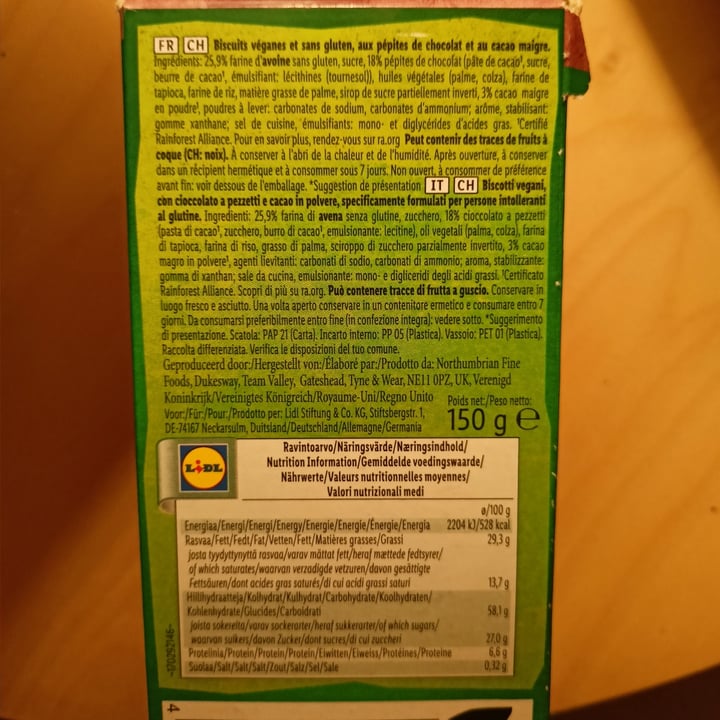 FR CH Biscuits véganes et sans gluten, aux pépites de chocolat et au cacao maigre.
Ingrédients: 25,9% farine d'avoine sans gluten, sucre, 18% pépites de chocolat (pâte de cacao¹, sucre,
beurre de cacao¹, émulsifiant: lécithines (tournesol)), huiles végétales (palme, colza), farine de
tapioca, farine de riz, matière grasse de palme, sirop de sucre partiellement inverti, 3% cacao maigre
en poudre¹, poudres à lever: carbonates de sodium, carbonates d'ammonium; arôme, stabilisant:
gomme xanthane; sel de cuisine, émulsifiants: mono- et diglycérides d'acides gras. ¹Certifié
Rainforest Alliance. Pour en savoir plus, rendez-vous sur ra.org Peut contenir des traces de fruits à
coque (CH: noix). À conserver à l'abri de la chaleur et de l'humidité. Après ouverture, à conserver
dans un récipient hermétique et à consommer sous 7 jours. Non ouvert, à consommer de préférence
avant fin: voir dessous de l'emballage. *Suggestion de présentation IT CH Biscotti vegani,
con cioccolato a pezzetti e cacao in polvere, specificamente formulati per persone intolleranti
al glutine. Ingredienti: 25,9% farina di avena senza glutine, zucchero, 18% cioccolato a pezzetti
(pasta di cacao¹, zucchero, burro di cacao¹, emulsionante: lecitine), oli vegetali (palma, colza), farina
di tapioca, farina di riso, grasso di palma, sciroppo di zucchero parzialmente invertito, 3% cacao
magro in polvere¹, agenti lievitanti: carbonati di sodio, carbonati di ammonio; aroma, stabilizzante:
gomma di xanthan; sale da cucina, emulsionante: mono- e digliceridi degli acidi grassi. ¹Certificato
Rainforest Alliance. Scopri di più su ra.org. Può contenere tracce di frutta a guscio. Conservare in
luogo fresco e asciutto. Una volta aperto conservare in un contenitore ermetico e consumare entro 7
giorni. Da consumarsi preferibilmente entro fine (in confezione integra): vedere sotto. *Suggerimento
di presentazione. Scatola: PAP 21 (Carta). Incarto interno: PP 05 (Plastica). Vassoio: PET 01 (Plastica).
Raccolta differenziata. Verifica le disposizioni del tuo comune.
Geproduceerd door:/Hergestellt von:/Élaboré par:/Prodotto da: Northumbrian Fine
Foods, Dukesway, Team Valley, Gateshead, Tyne & Wear, NE11 0PZ, UK, Verenigd
Koninkrijk/Vereinigtes Königreich/Royaume-Uni/Regno Unito
Voor:/Für:/Pour:/Prodotto per: Lidl Stiftung & Co. KG, Stiftsbergstr. 1,
DE-74167 Neckarsulm, Duitsland/Deutschland/Allemagne/Germania
Poids net:/Peso netto:
150 g e
LIDL
Ravintoarvo/Näringsvärde/Næringsindhold/
Nutrition Information/Gemiddelde voedingswaarde/
Nährwerte/Valeurs nutritionnelles moyennes/
Valori nutrizionali medi
ø/100 g
Energiaa/Energi/Energi/Energy/Energie/Energie/Énergie/Energia 2204 kJ/528 kcal
Rasvaa/Fett/Fedt/Fat/Vetten/Fett/Matières grasses/Grassi 29,3 g
josta tyydyttynyttä rasvaa/varav mättat fett/heraf mættede fedtsyrer/
of which saturates/waarvan verzadigde vetzuren/davon gesättigte
Fettsäuren/dont acides gras saturés/di cui acidi grassi saturi 13,7 g
Hiilihydraatteja/Kolhydrat/Kulhydrat/Carbohydrate/Koolhydraten/
Kohlenhydrate/Glucides/Carboidrati 58,1 g
joista sokereita/varav sockerarter/heraf sukkerarter/of which sugars/
waarvan suikers/davon Zucker/dont sucres/di cui zuccheri 27,0 g
Proteiinia/Protein/Protein/Protein/Eiwitten/Eiweiss/Protéines/Proteine 6,6 g
Suolaa/Salt/Salt/Salt/Zout/Salz/Sel/Sale 0,32 g
-170292146-
4